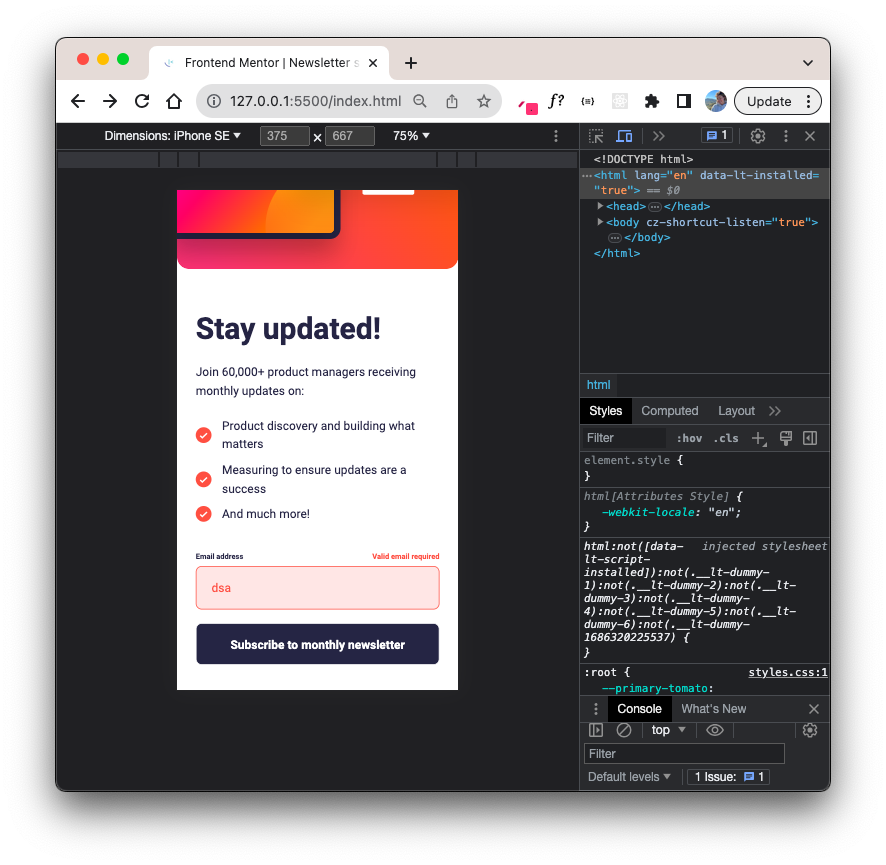 Frontend Mentor | Newsletter s
127.0.0.1:5500/index.html
f?
Update
Dimensions: iPhone SE
375 × 667
75%
1
Stay updated!
Join 60,000+ product managers receiving
monthly updates on:
Product discovery and building what
matters
Measuring to ensure updates are a
success
And much more!
Email address
Valid email required
dsa
Subscribe to monthly newsletter
<!DOCTYPE html>
<html lang="en" data-lt-installed=
"true"> == $0
<head> … </head>
<body cz-shortcut-listen="true">
… </body>
</html>
html
Styles Computed Layout
Filter :hov .cls
element.style {
}
html[Attributes Style] {
-webkit-locale: "en";
}
html:not([data- injected stylesheet
lt-script-
installed]):not(.__lt-dummy-
1):not(.__lt-dummy-2):not(.__lt-
dummy-3):not(.__lt-dummy-
4):not(.__lt-dummy-5):not(.__lt-
dummy-6):not(.__lt-dummy-
1686320225537) {
}
:root { styles.css:1
--primary-tomato:
Console What's New
top
Filter
Default levels 1 Issue: 1